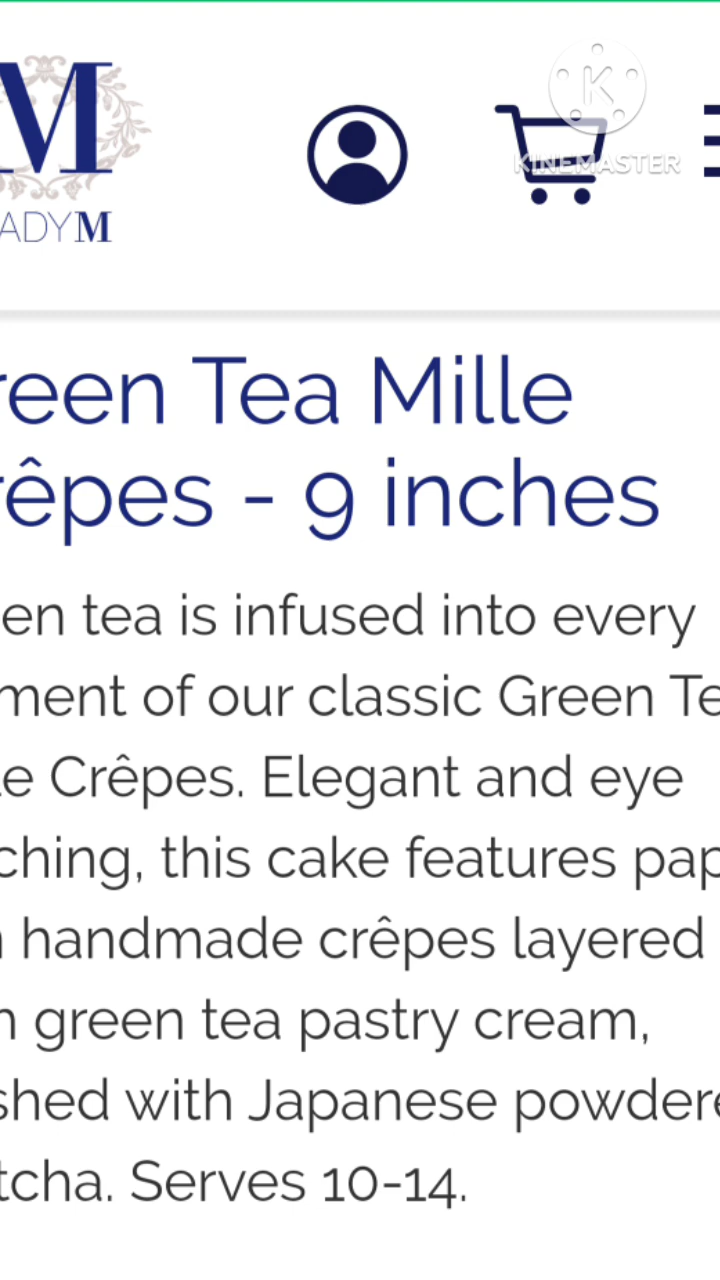 M
K
KINEMASTER
ADYM
reen Tea Mille
rêpes - 9 inches
en tea is infused into every
ment of our classic Green Te
le Crêpes. Elegant and eye
ching, this cake features pap
n handmade crêpes layered
h green tea pastry cream,
shed with Japanese powdere
tcha. Serves 10-14.